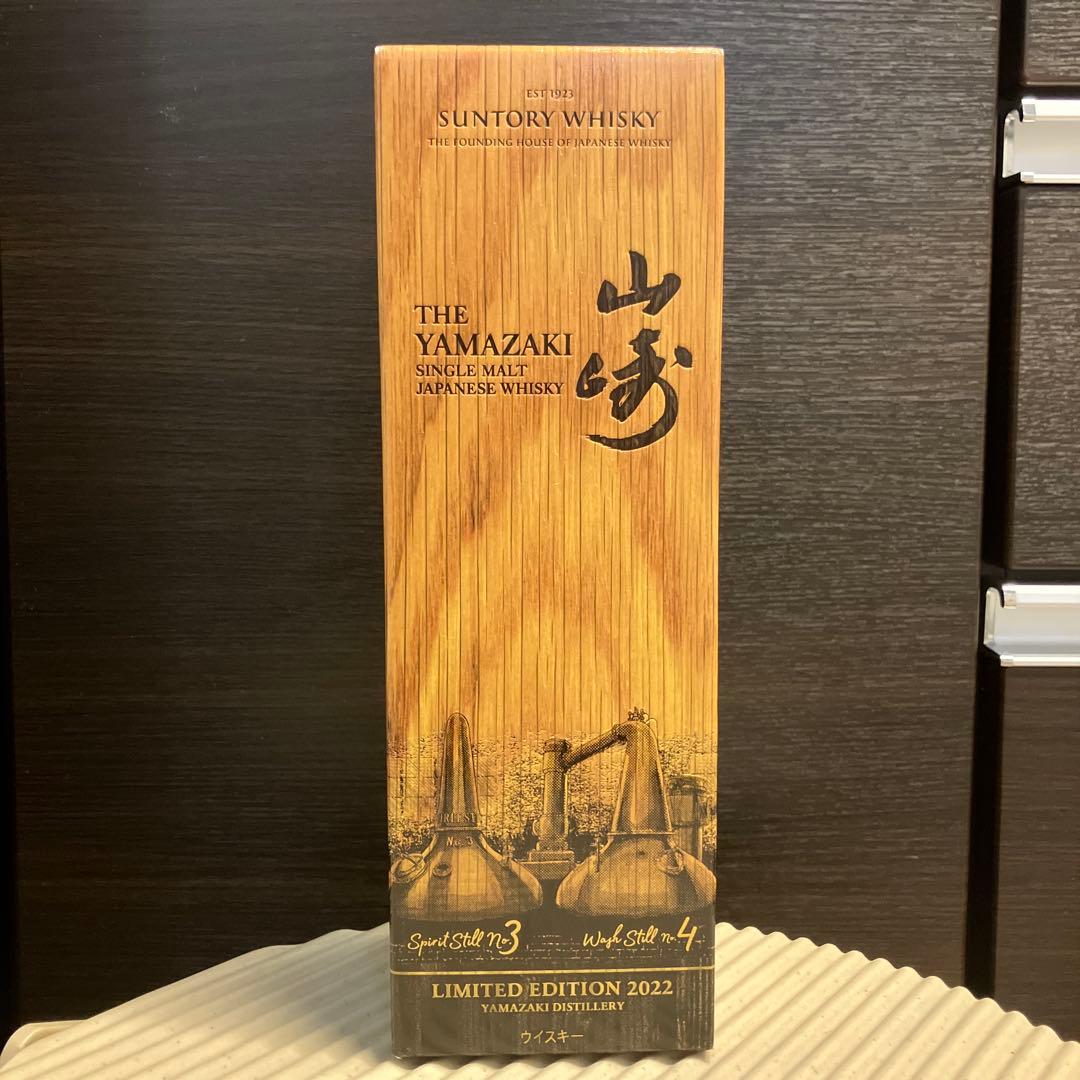 EST 1923
SUNTORY WHISKY
THE FOUNDING HOUSE OF JAPANESE WHISKY
山崎
THE
YAMAZAKI
SINGLE MALT
JAPANESE WHISKY
No. 3
Spirit Still No.3
Wash Still No.4
LIMITED EDITION 2022
YAMAZAKI DISTILLERY
ウイスキー